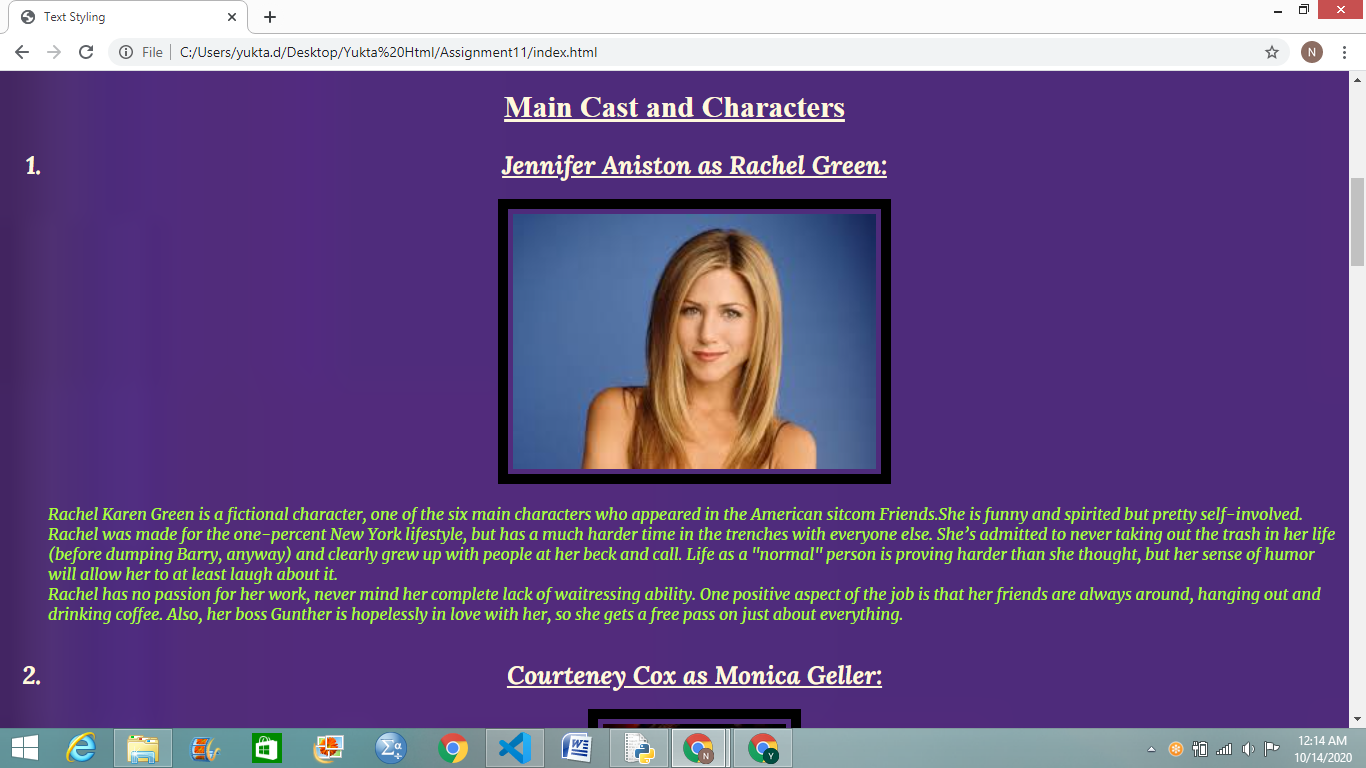 Text Styling
File
C:/Users/yukta.d/Desktop/Yukta%20Html/Assignment11/index.html
N
Main Cast and Characters
1. Jennifer Aniston as Rachel Green:
Rachel Karen Green is a fictional character, one of the six main characters who appeared in the American sitcom Friends.She is funny and spirited but pretty self-involved.
Rachel was made for the one-percent New York lifestyle, but has a much harder time in the trenches with everyone else. She’s admitted to never taking out the trash in her life
(before dumping Barry, anyway) and clearly grew up with people at her beck and call. Life as a "normal" person is proving harder than she thought, but her sense of humor
will allow her to at least laugh about it.
Rachel has no passion for her work, never mind her complete lack of waitressing ability. One positive aspect of the job is that her friends are always around, hanging out and
drinking coffee. Also, her boss Gunther is hopelessly in love with her, so she gets a free pass on just about everything.
2. Courteney Cox as Monica Geller:
N
Y
12:14 AM
10/14/2020